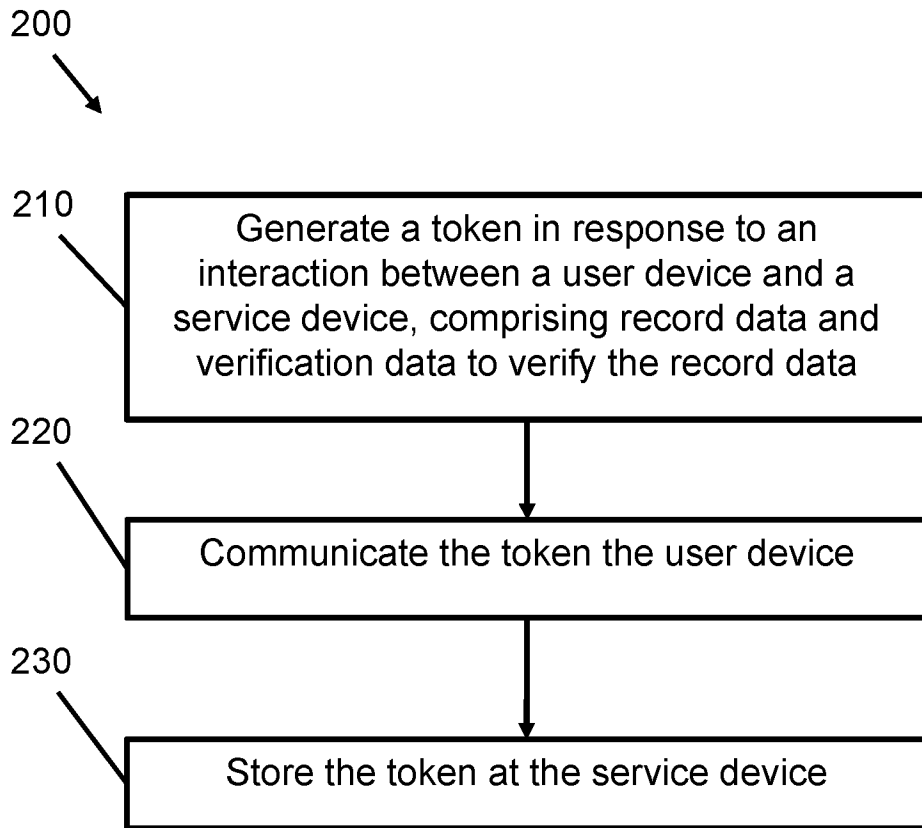 200
210
Generate a token in response to an
interaction between a user device and a
service device, comprising record data and
verification data to verify the record data
220
Communicate the token the user device
230
Store the token at the service device